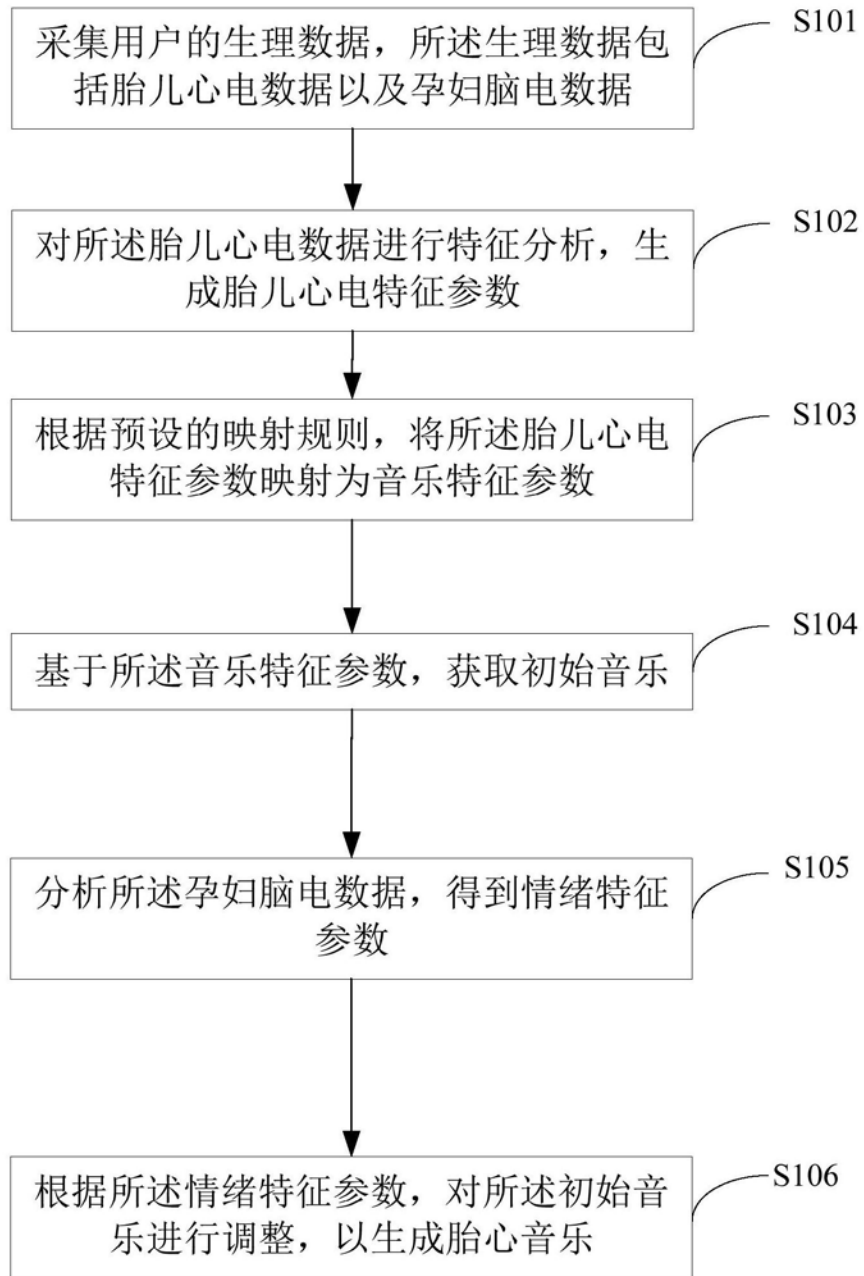 采集用户的生理数据，所述生理数据包
括胎儿心电数据以及孕妇脑电数据
S101
对所述胎儿心电数据进行特征分析，生
成胎儿心电特征参数
S102
根据预设的映射规则，将所述胎儿心电
特征参数映射为音乐特征参数
S103
基于所述音乐特征参数，获取初始音乐
S104
分析所述孕妇脑电数据，得到情绪特征
参数
S105
根据所述情绪特征参数，对所述初始音
乐进行调整，以生成胎心音乐
S106